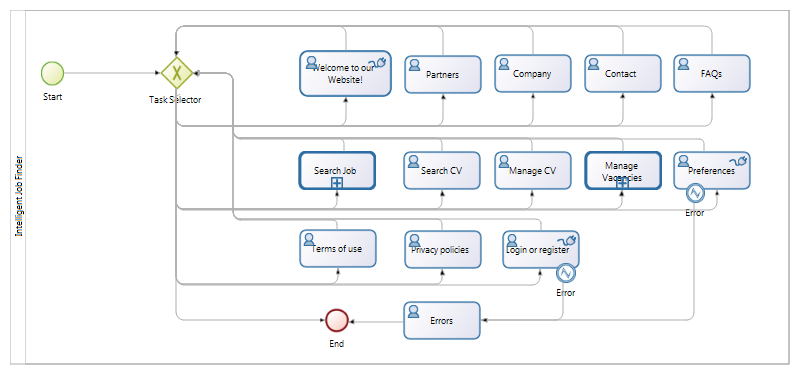 Intelligent Job Finder
Start
X
Task Selector
Welcome to our
Website!
Partners
Company
Contact
FAQs
Search Job
Search CV
Manage CV
Manage
Vacancies
Preferences
Error
Terms of use
Privacy policies
Login or register
Error
End
Errors